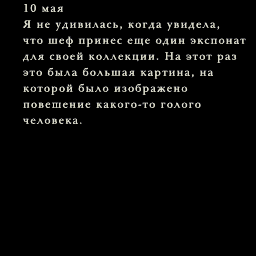 10 мая
Я не удивилась, когда увидела,
что шеф принес еще один экспонат
для своей коллекции. На этот раз
это была большая картина, на
которой было изображено
повешение какого-то голого
человека.